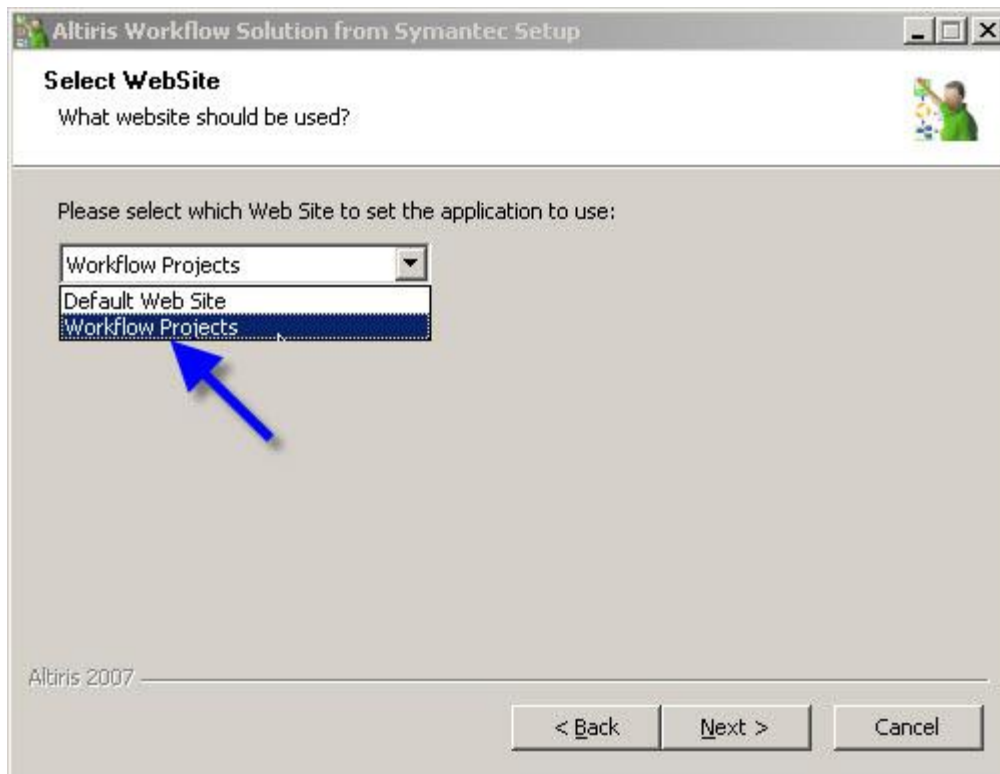 Altiris Workflow Solution from Symantec Setup
Select WebSite
What website should be used?
Please select which Web Site to set the application to use:
Workflow Projects
Default Web Site
Workflow Projects
Altiris 2007
< Back
Next >
Cancel